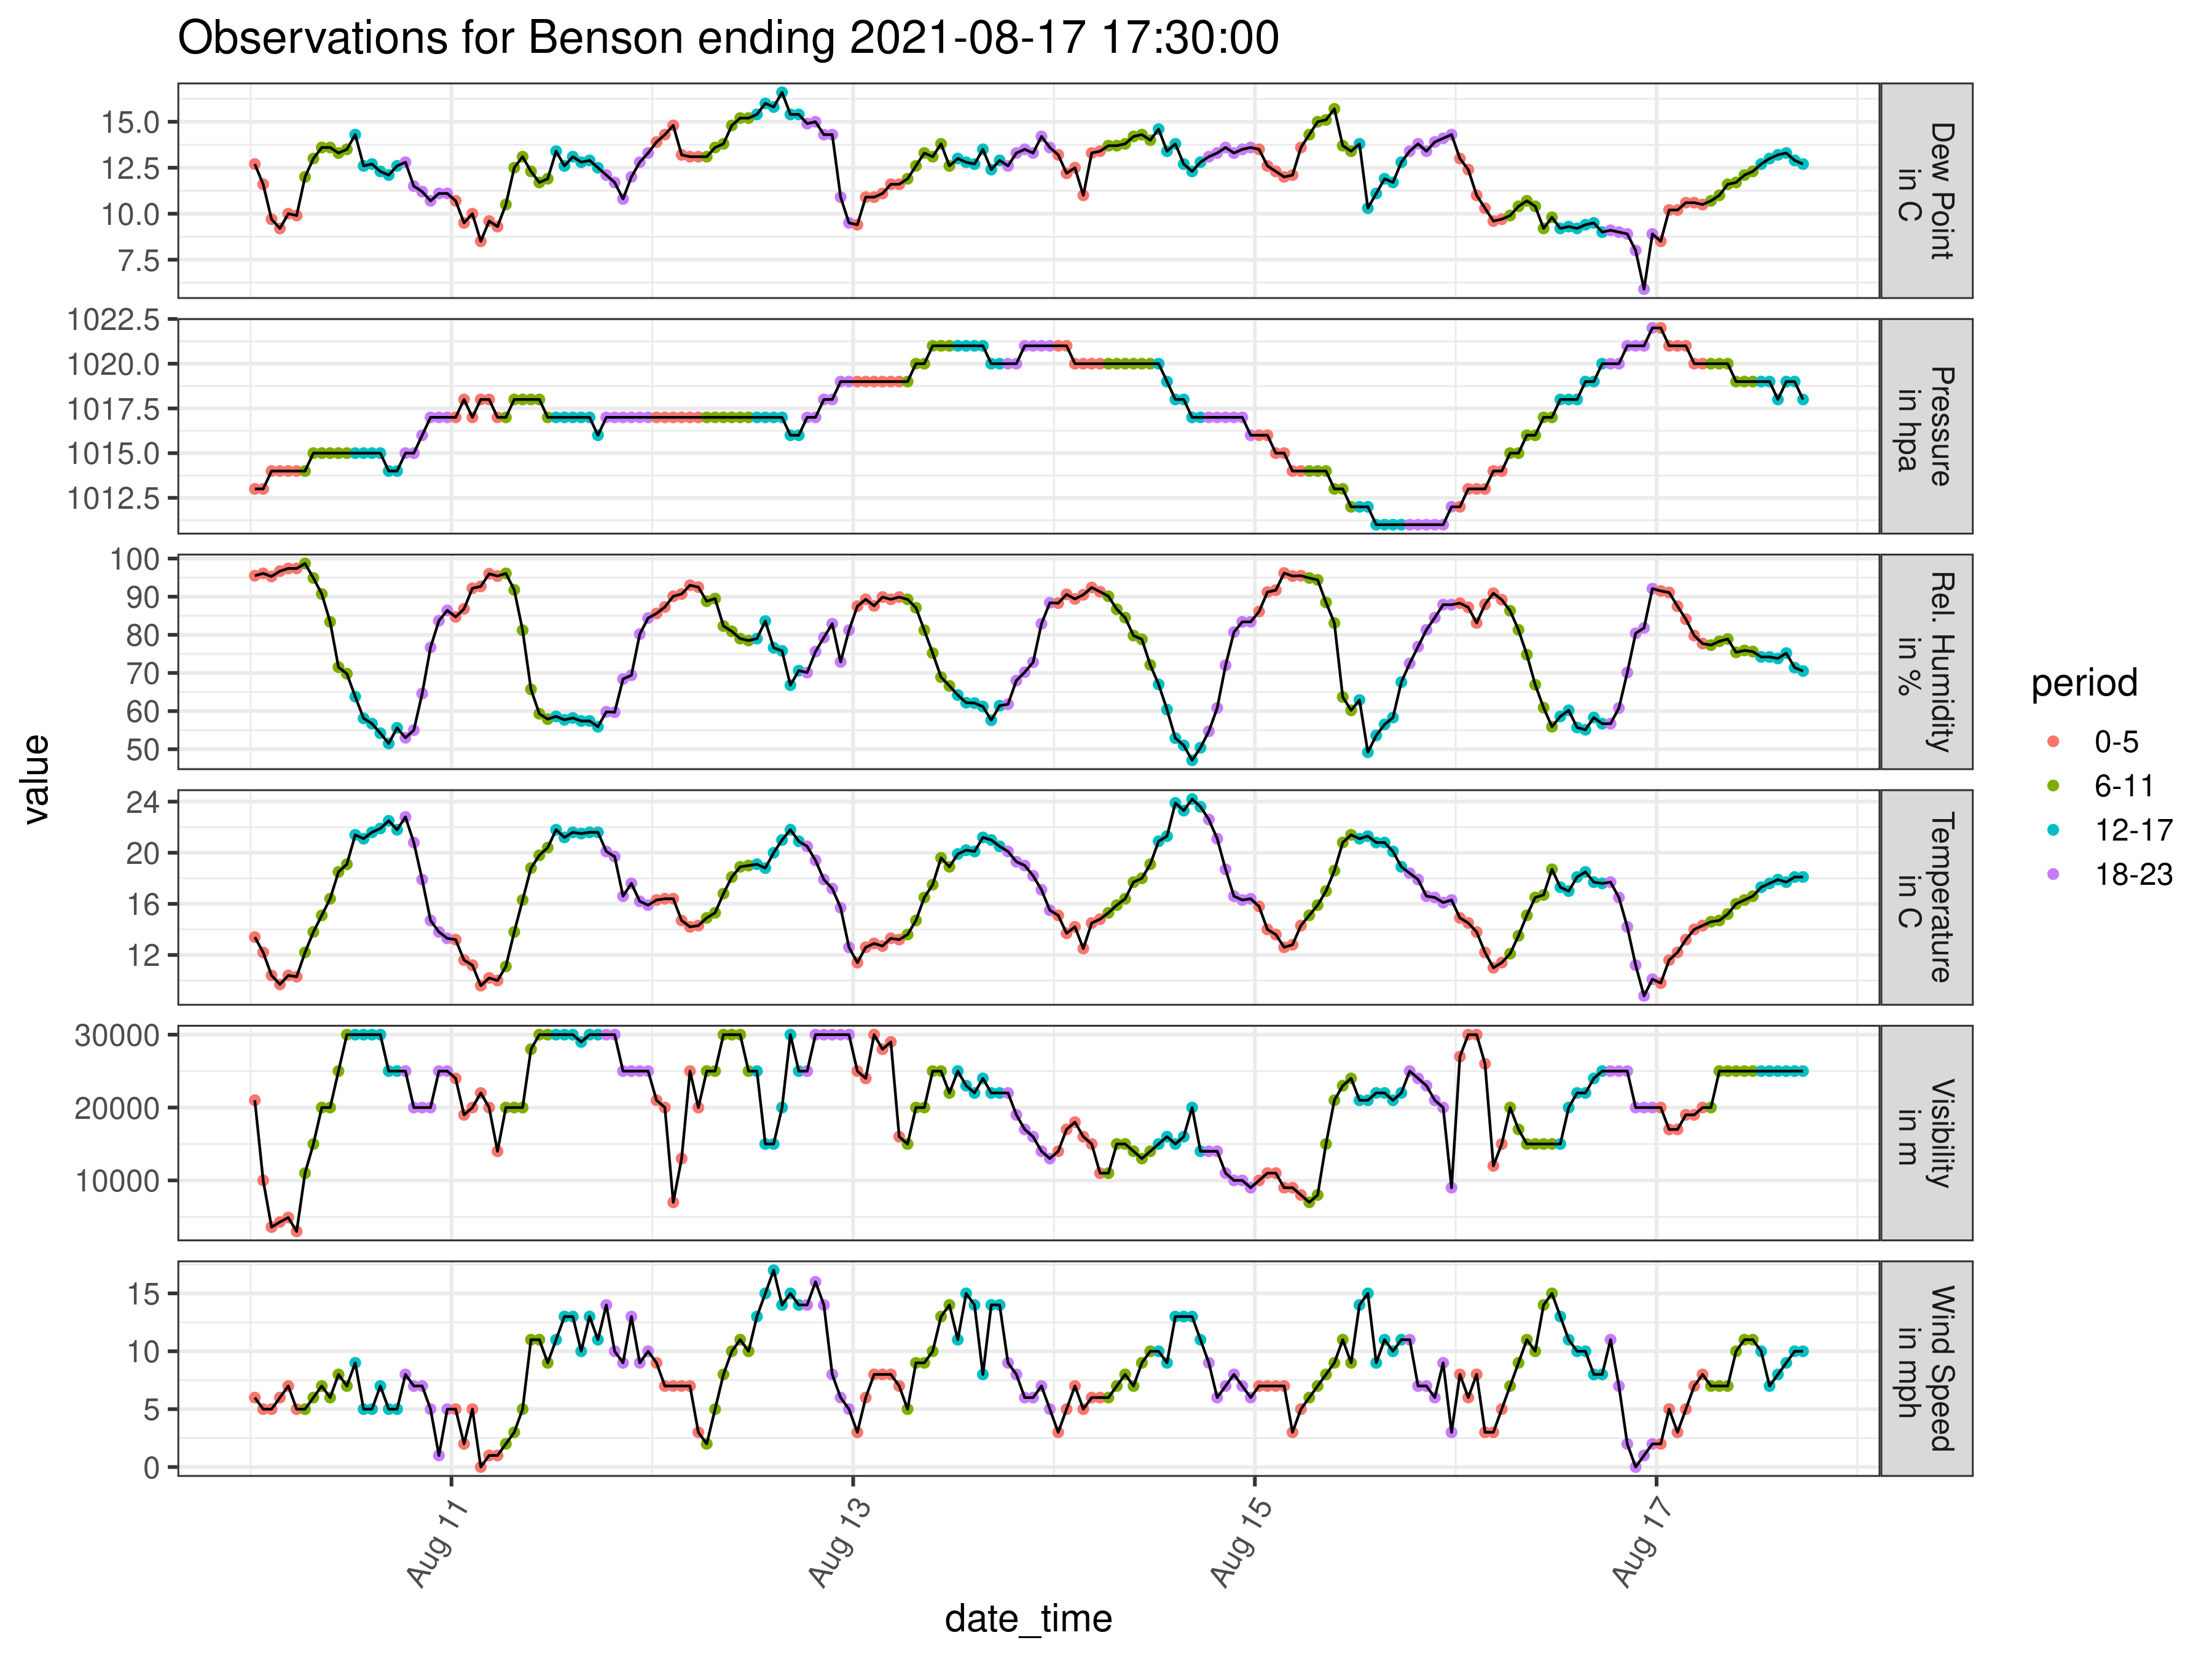 Observations for Benson ending 2021-08-17 17:30:00
value
15.0
12.5
10.0
7.5
Dew Point
in C
1022.5
1020.0
1017.5
1015.0
1012.5
Pressure
in hpa
100
90
80
70
60
50
Rel. Humidity
in %
24
20
16
12
Temperature
in C
30000
20000
10000
Visibility
in m
15
10
5
0
Wind Speed
in mph
Aug 11
Aug 13
Aug 15
Aug 17
date_time
period
0-5
6-11
12-17
18-23